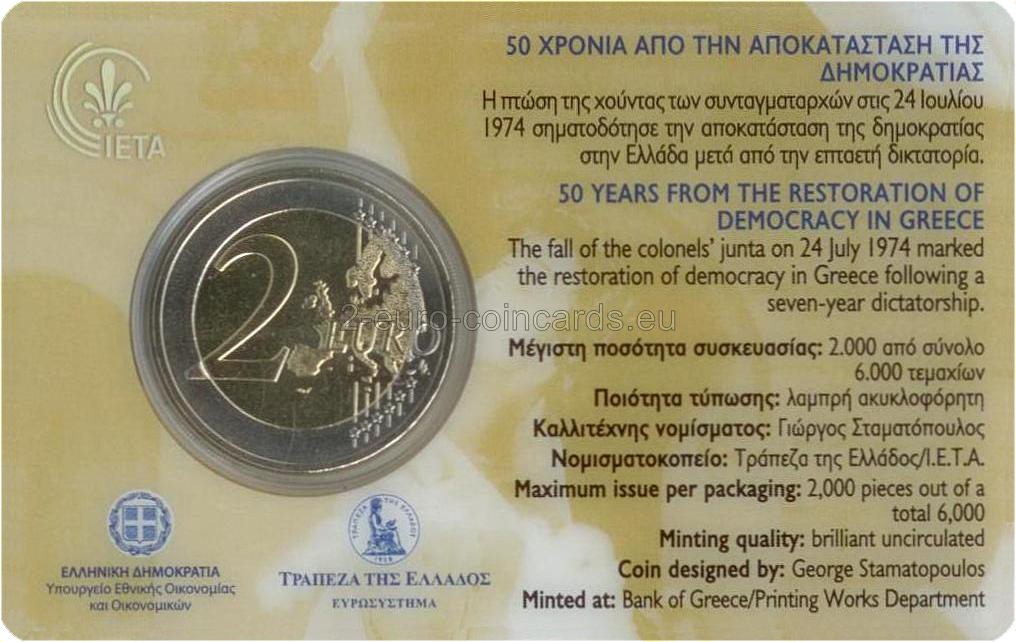 IETA
50 ΧΡΟΝΙΑ ΑΠΟ ΤΗΝ ΑΠΟΚΑΤΑΣΤΑΣΗ ΤΗΣ
ΔΗΜΟΚΡΑΤΙΑΣ
Η πτώση της χούντας των συνταγματαρχών στις 24 Ιουλίου
1974 σηματοδότησε την αποκατάσταση της δημοκρατίας
στην Ελλάδα μετά από την επταετή δικτατορία.
50 YEARS FROM THE RESTORATION OF
DEMOCRACY IN GREECE
The fall of the colonels’ junta on 24 July 1974 marked
the restoration of democracy in Greece following a
seven-year dictatorship.
2 EURO
2-euro-coincards.eu
Μέγιστη ποσότητα συσκευασίας: 2.000 από σύνολο
6.000 τεμαχίων
Ποιότητα τύπωσης: λαμπρή ακυκλοφόρητη
Καλλιτέχνης νομίσματος: Γιώργος Σταματόπουλος
Νομισματοκοπείο: Τράπεζα της Ελλάδος/Ι.Ε.Τ.Α.
Maximum issue per packaging: 2,000 pieces out of a
total 6,000
Minting quality: brilliant uncirculated
Coin designed by: George Stamatopoulos
Minted at: Bank of Greece/Printing Works Department
ΕΛΛΗΝΙΚΗ ΔΗΜΟΚΡΑΤΙΑ
Υπουργείο Εθνικής Οικονομίας
και Οικονομικών
ΤΡΑΠΕΖΑ ΤΗΣ ΕΛΛΑΔΟΣ
1928
ΤΡΑΠΕΖΑ ΤΗΣ ΕΛΛΑΔΟΣ
ΕΥΡΩΣΥΣΤΗΜΑ